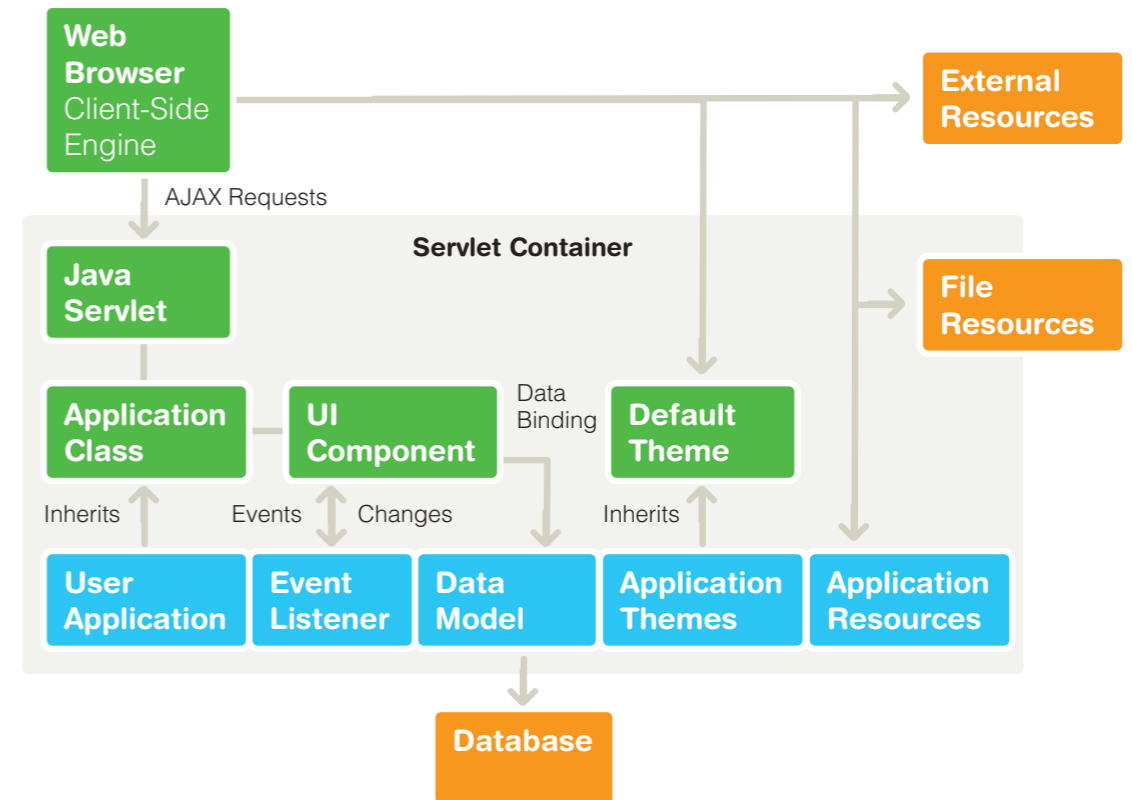 Web
Browser
Client-Side
Engine
External
Resources
AJAX Requests
Servlet Container
Java
Servlet
File
Resources
Application
Class
UI
Component
Data
Binding
Default
Theme
Inherits
Events
Changes
Inherits
User
Application
Event
Listener
Data
Model
Application
Themes
Application
Resources
Database